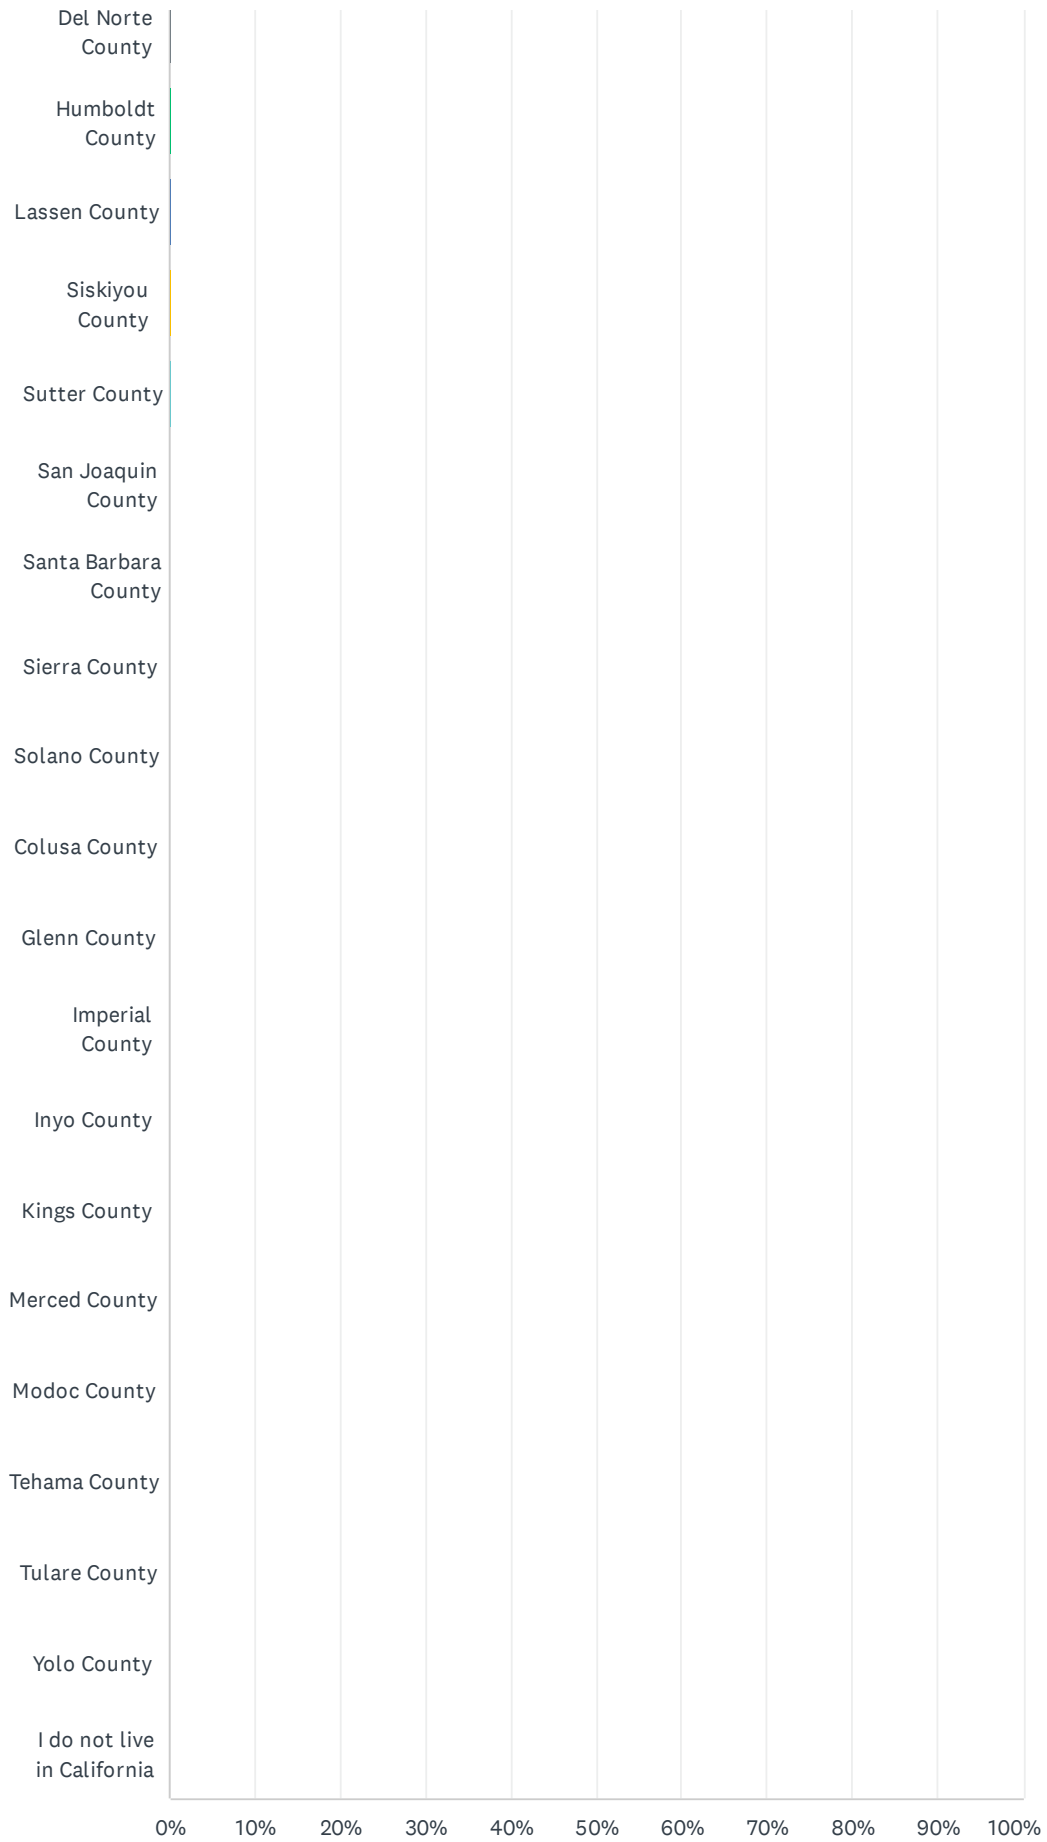 Del Norte
County
Humboldt
County
Lassen County
Siskiyou
County
Sutter County
San Joaquin
County
Santa Barbara
County
Sierra County
Solano County
Colusa County
Glenn County
Imperial
County
Inyo County
Kings County
Merced County
Modoc County
Tehama County
Tulare County
Yolo County
I do not live
in California
0% 10% 20% 30% 40% 50% 60% 70% 80% 90% 100%